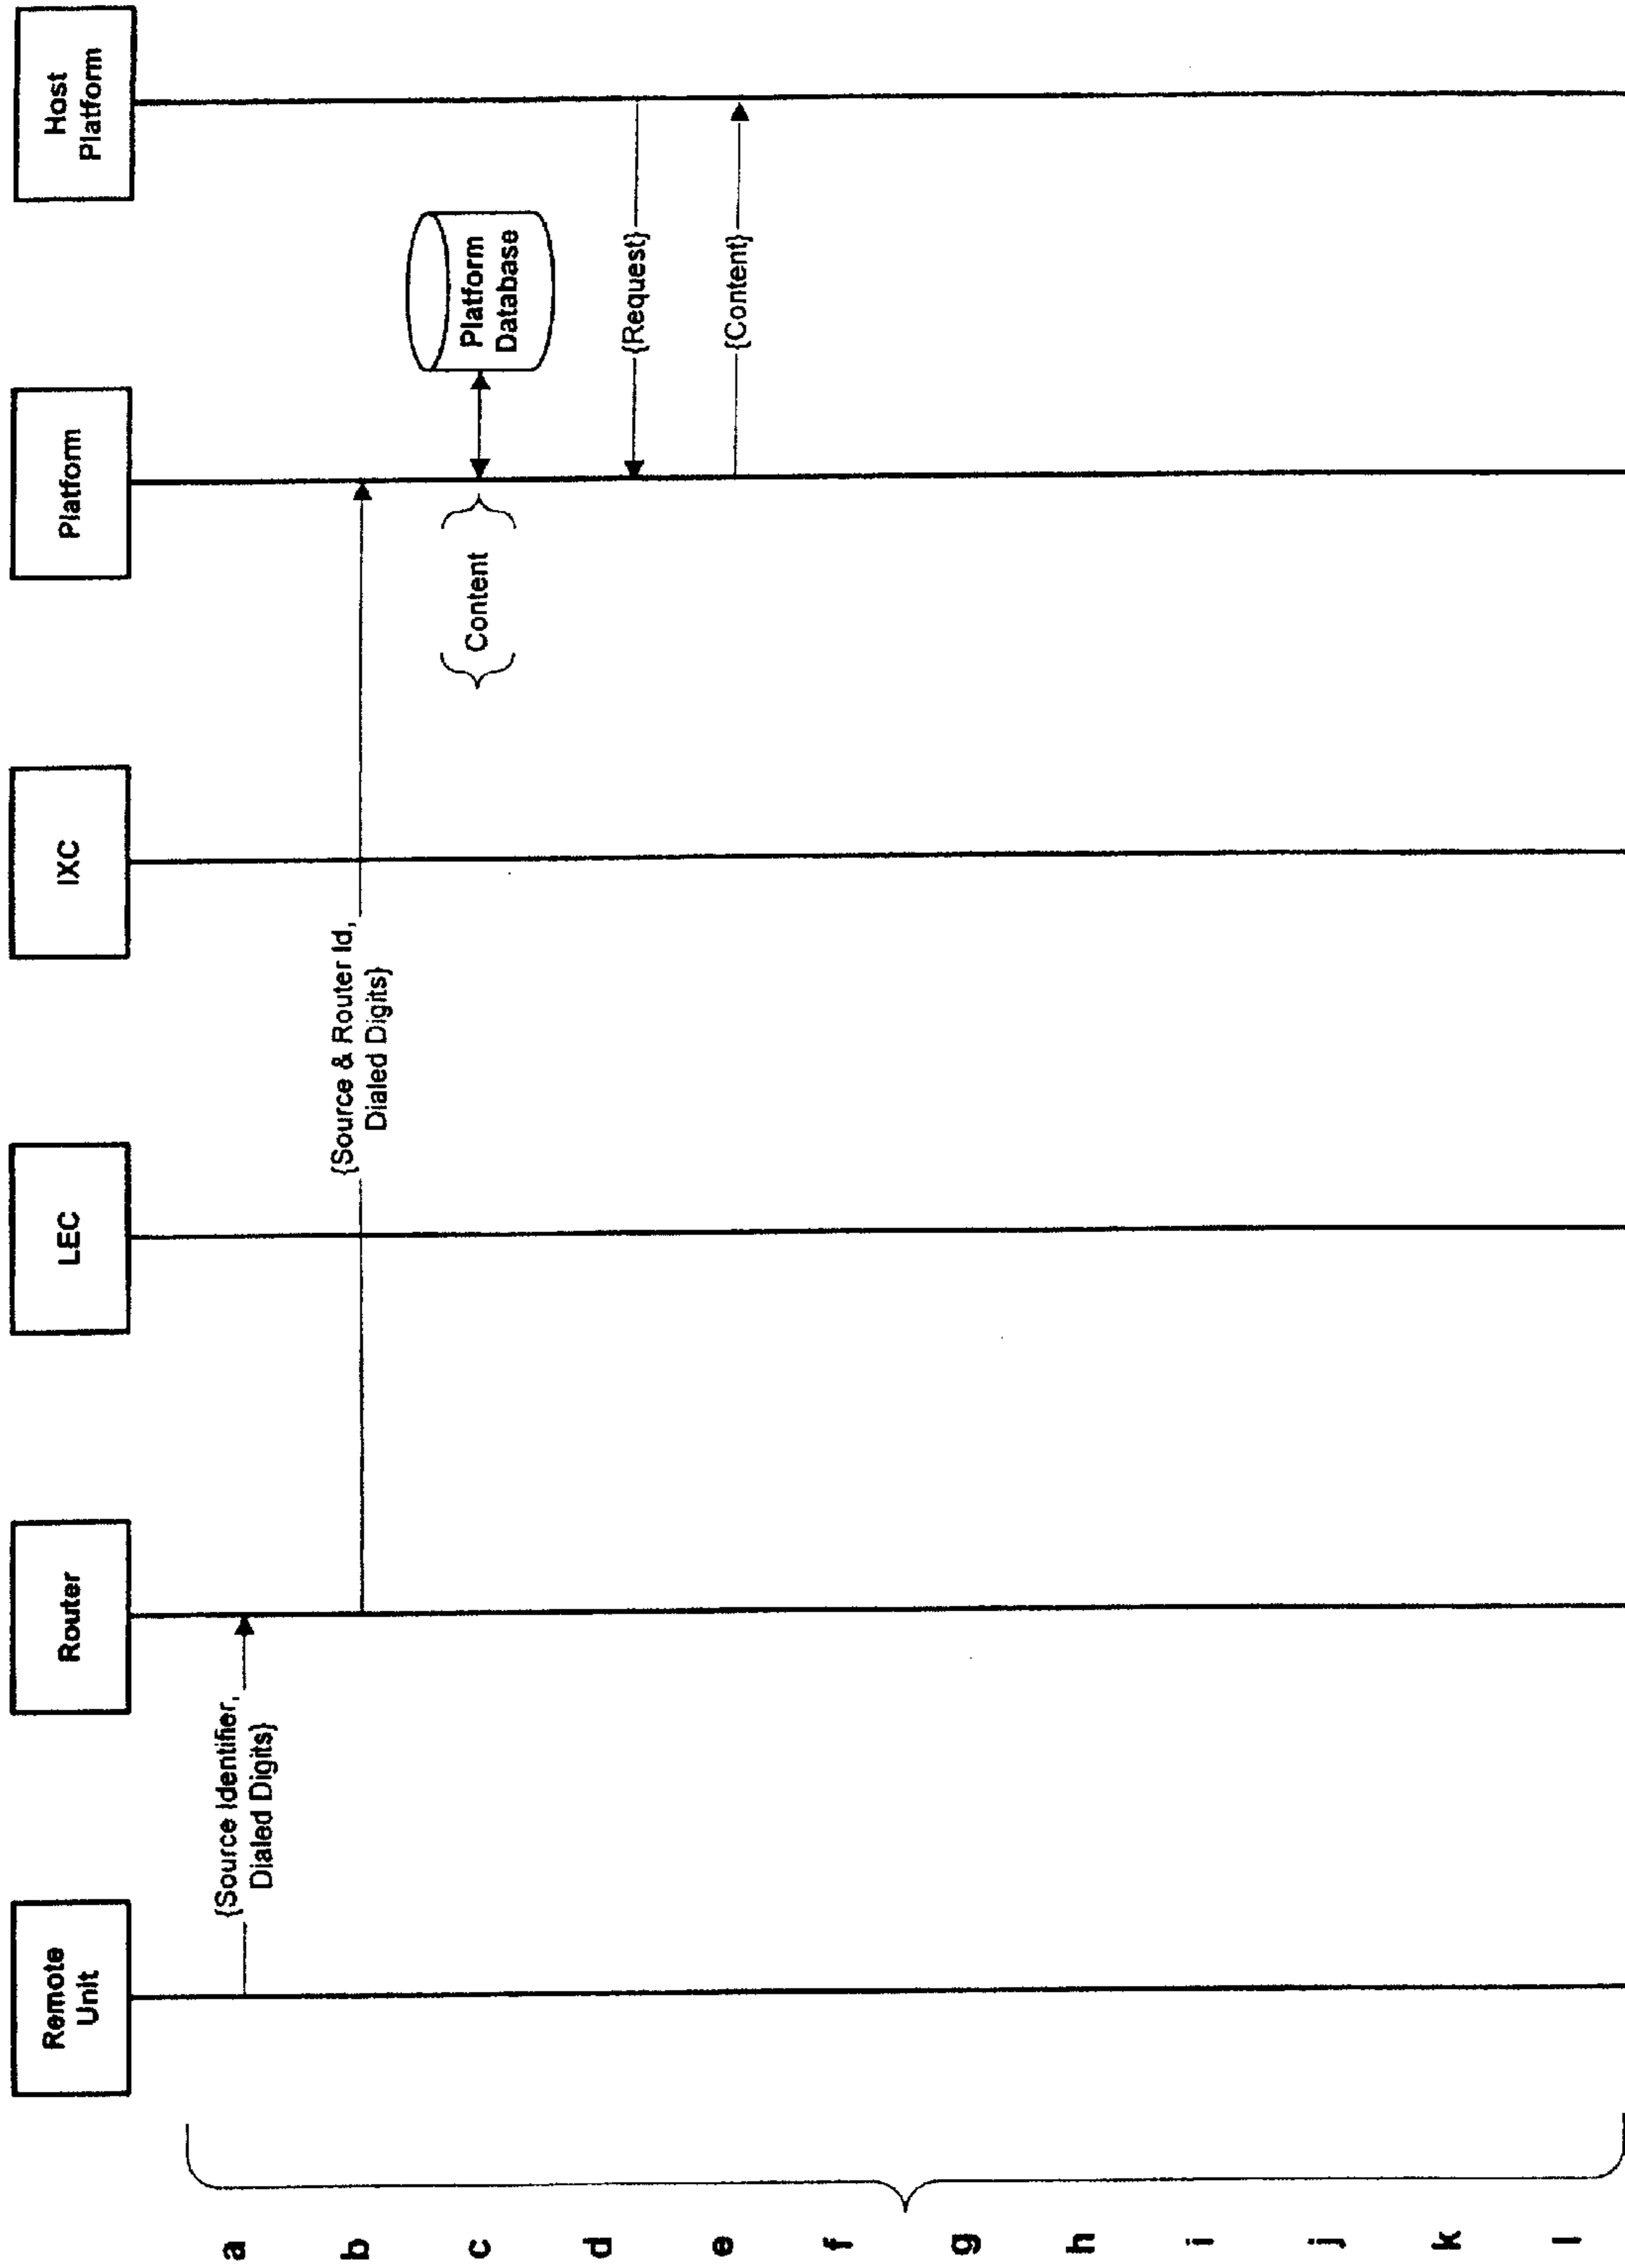 Remote
Unit
Router
LEC
IXC
Platform
Host
Platform
a
{Source Identifier,
Dialed Digits}
b
{Source & Router Id,
Dialed Digits}
c
Content
Platform
Database
d
{Request}
e
{Content}
f
g
h
i
j
k
l